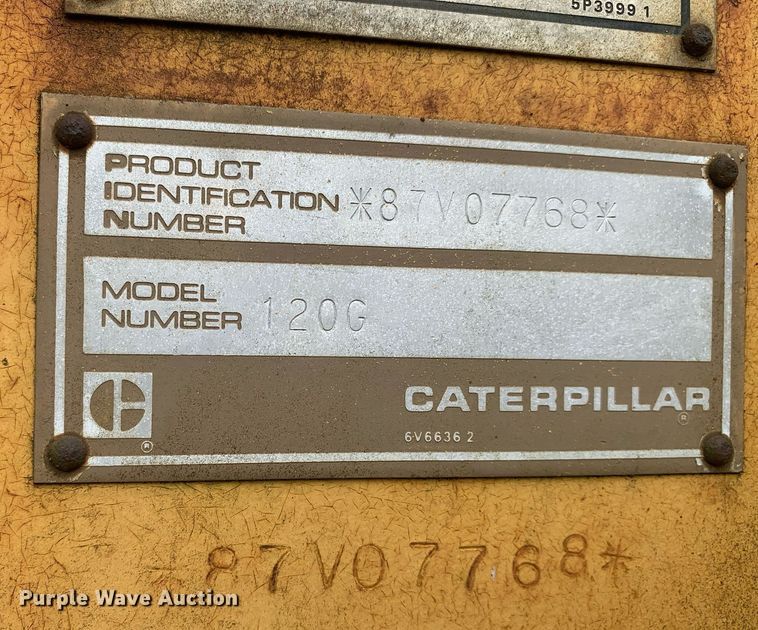 5P3999 1
PRODUCT
IDENTIFICATION
NUMBER *87V07768*
MODEL
NUMBER 120G
CATERPILLAR®
6V6636 2
®
87V07768*
Purple Wave Auction